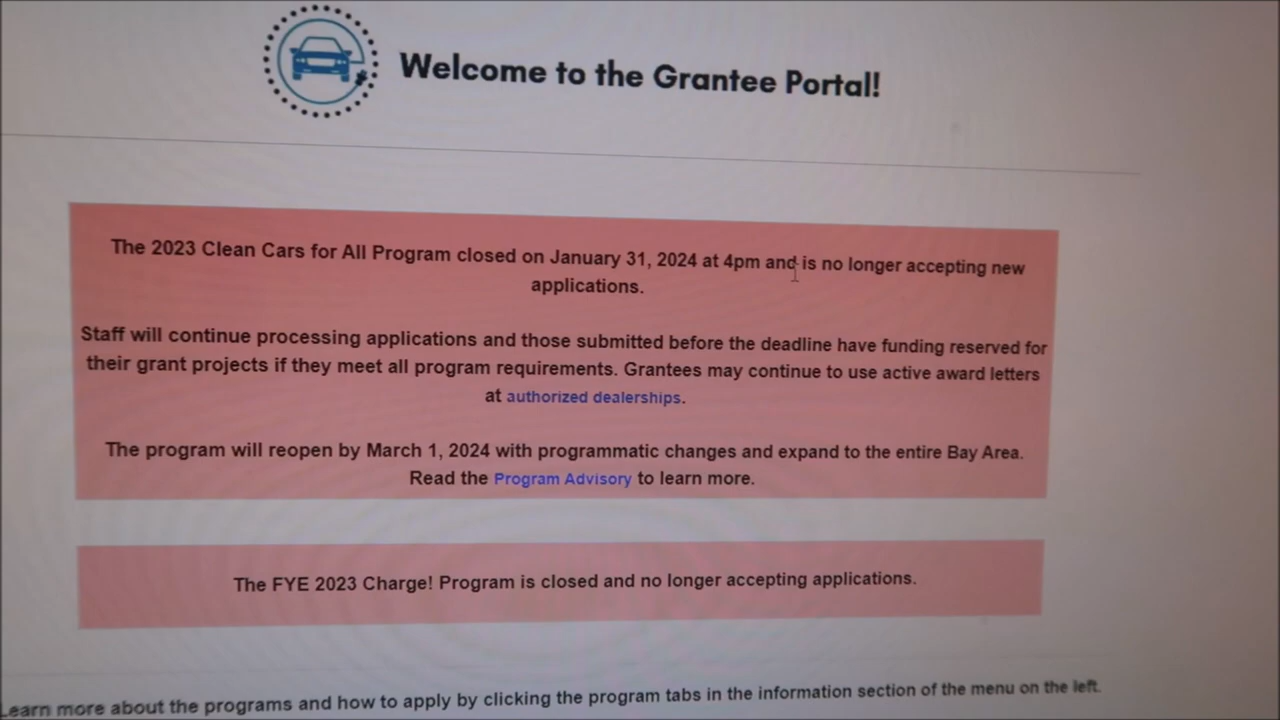 Welcome to the Grantee Portal!
The 2023 Clean Cars for All Program closed on January 31, 2024 at 4pm and is no longer accepting new
applications.
Staff will continue processing applications and those submitted before the deadline have funding reserved for
their grant projects if they meet all program requirements. Grantees may continue to use active award letters
at authorized dealerships.
The program will reopen by March 1, 2024 with programmatic changes and expand to the entire Bay Area.
Read the Program Advisory to learn more.
The FYE 2023 Charge! Program is closed and no longer accepting applications.
Learn more about the programs and how to apply by clicking the program tabs in the information section of the menu on the left.